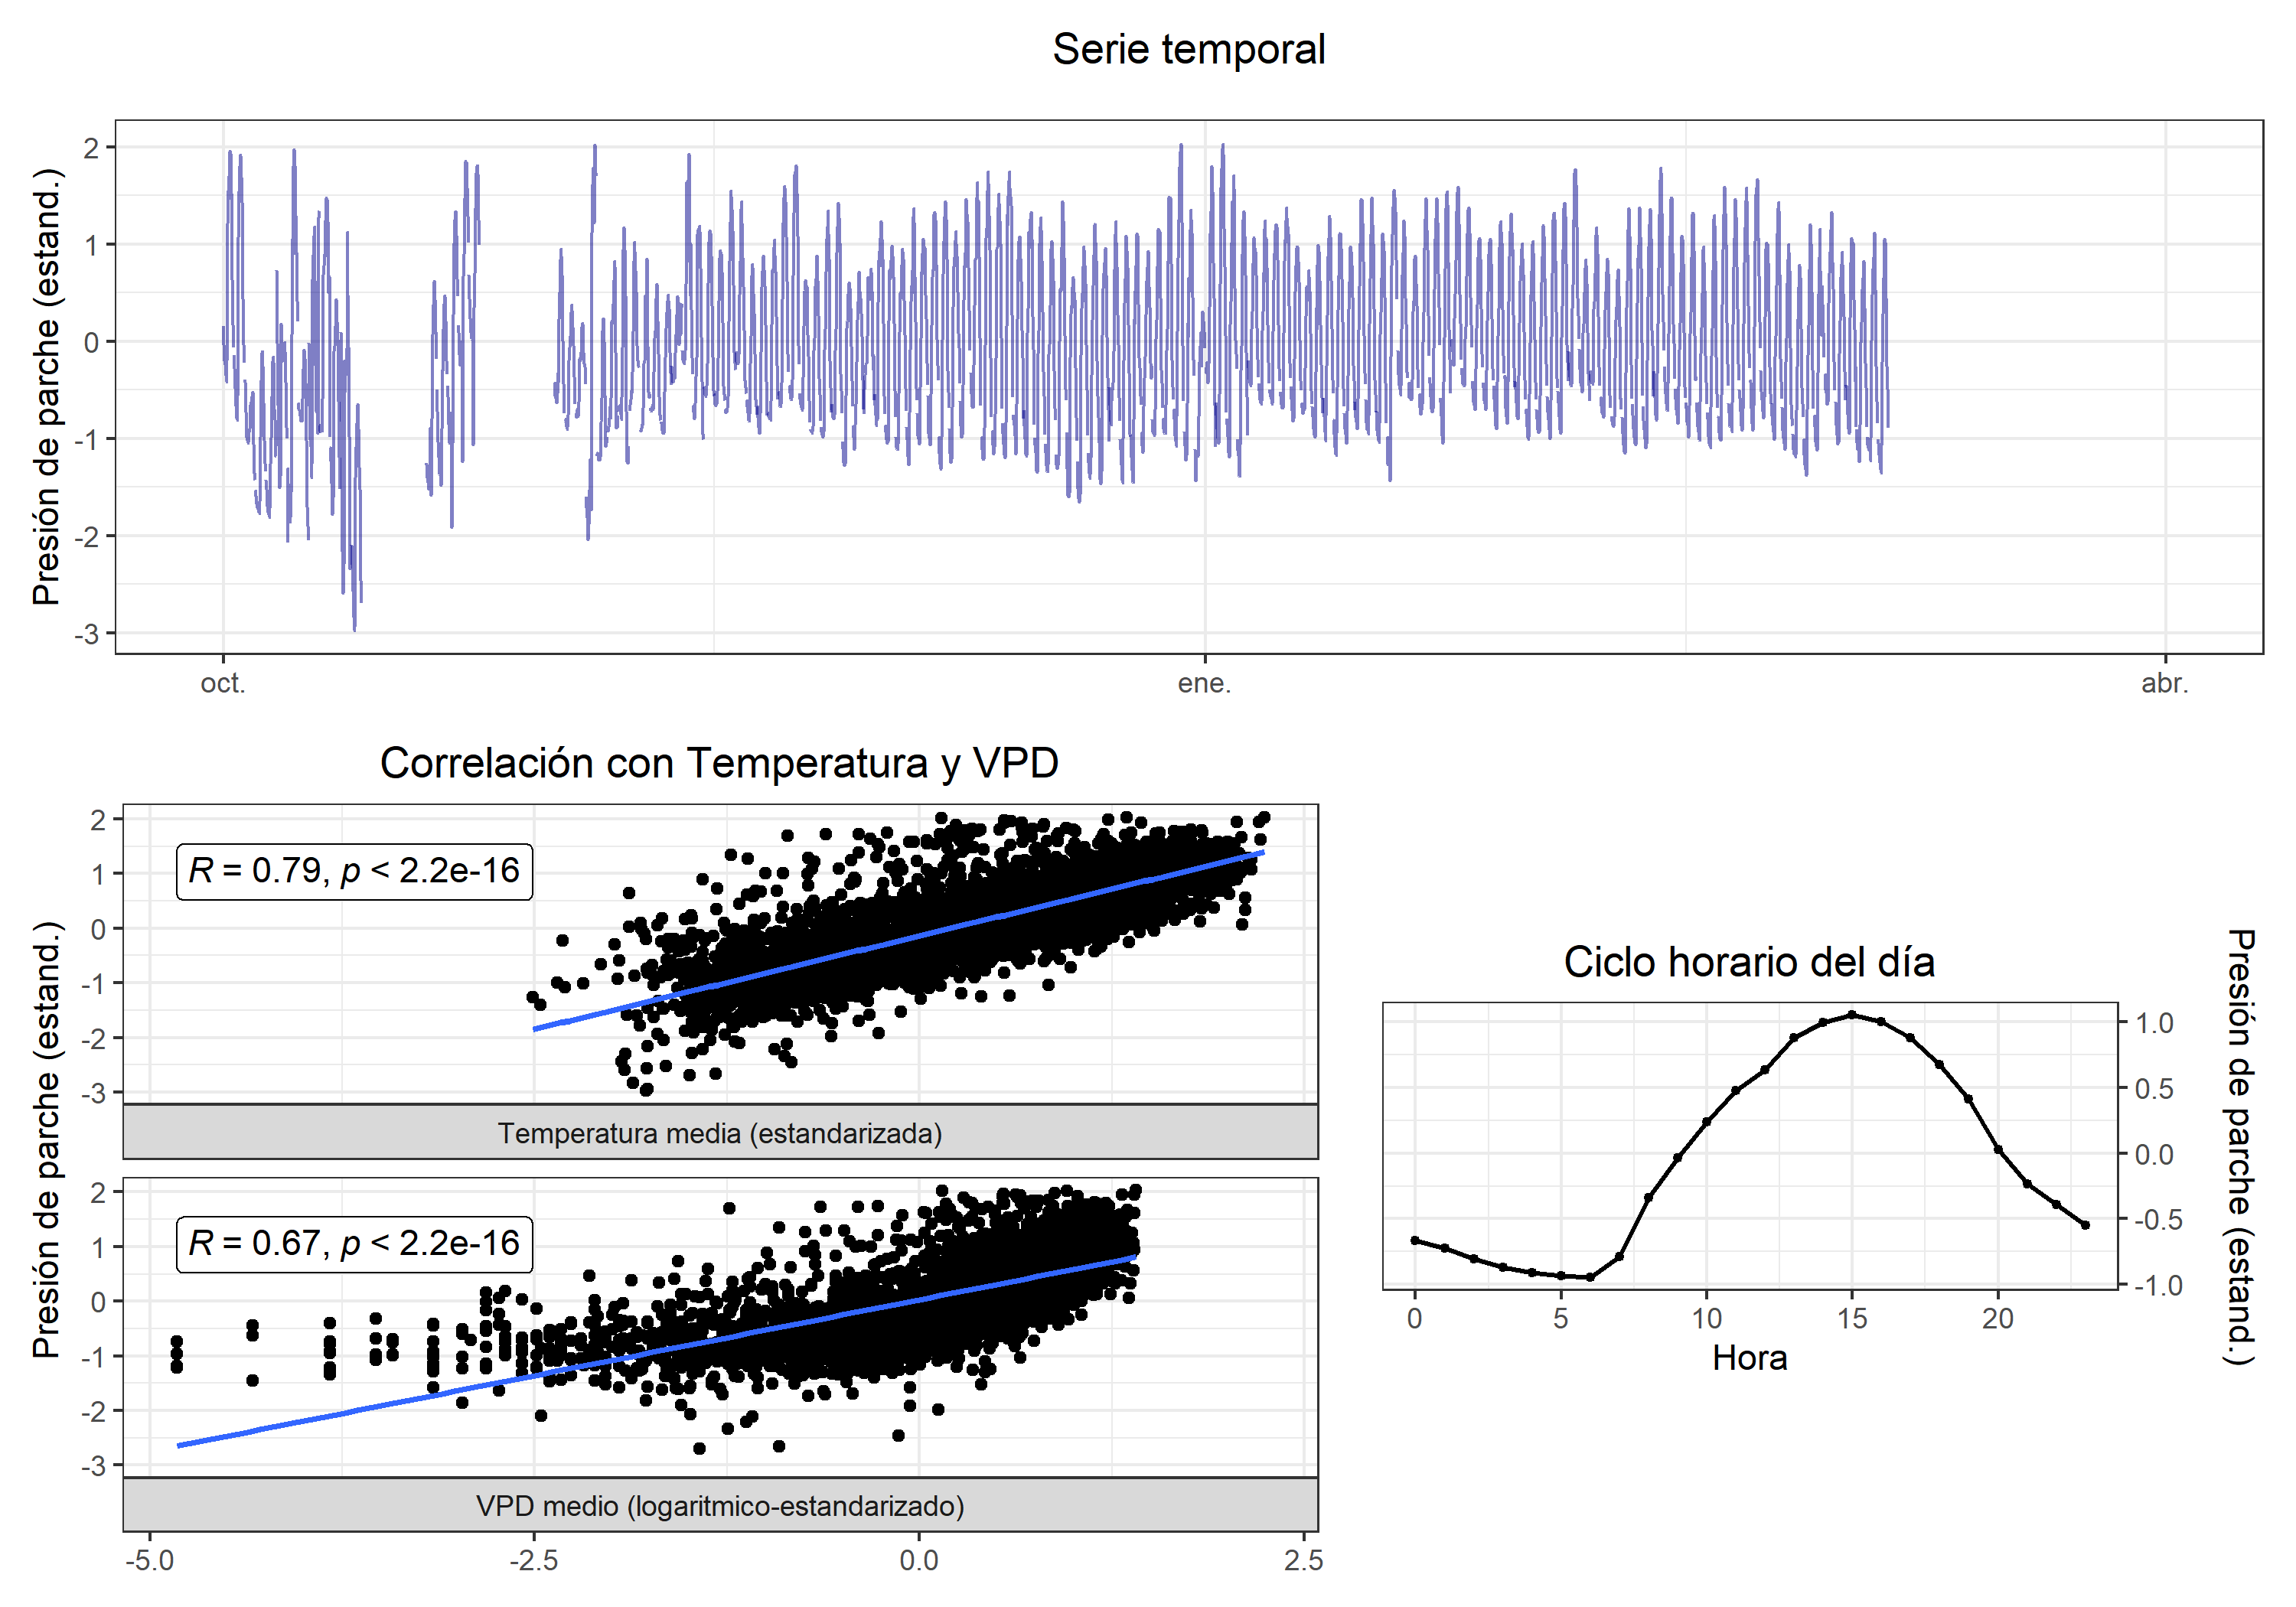 Serie temporal
Presión de parche (estand.)
2
1
0
-1
-2
-3
oct.
ene.
abr.
Correlación con Temperatura y VPD
Presión de parche (estand.)
2
1
0
-1
-2
-3
R = 0.79, p < 2.2e-16
Temperatura media (estandarizada)
2
1
0
-1
-2
-3
R = 0.67, p < 2.2e-16
VPD medio (logaritmico-estandarizado)
-5.0
-2.5
0.0
2.5
Ciclo horario del día
1.0
0.5
0.0
-0.5
-1.0
Presión de parche (estand.)
0
5
10
15
20
Hora